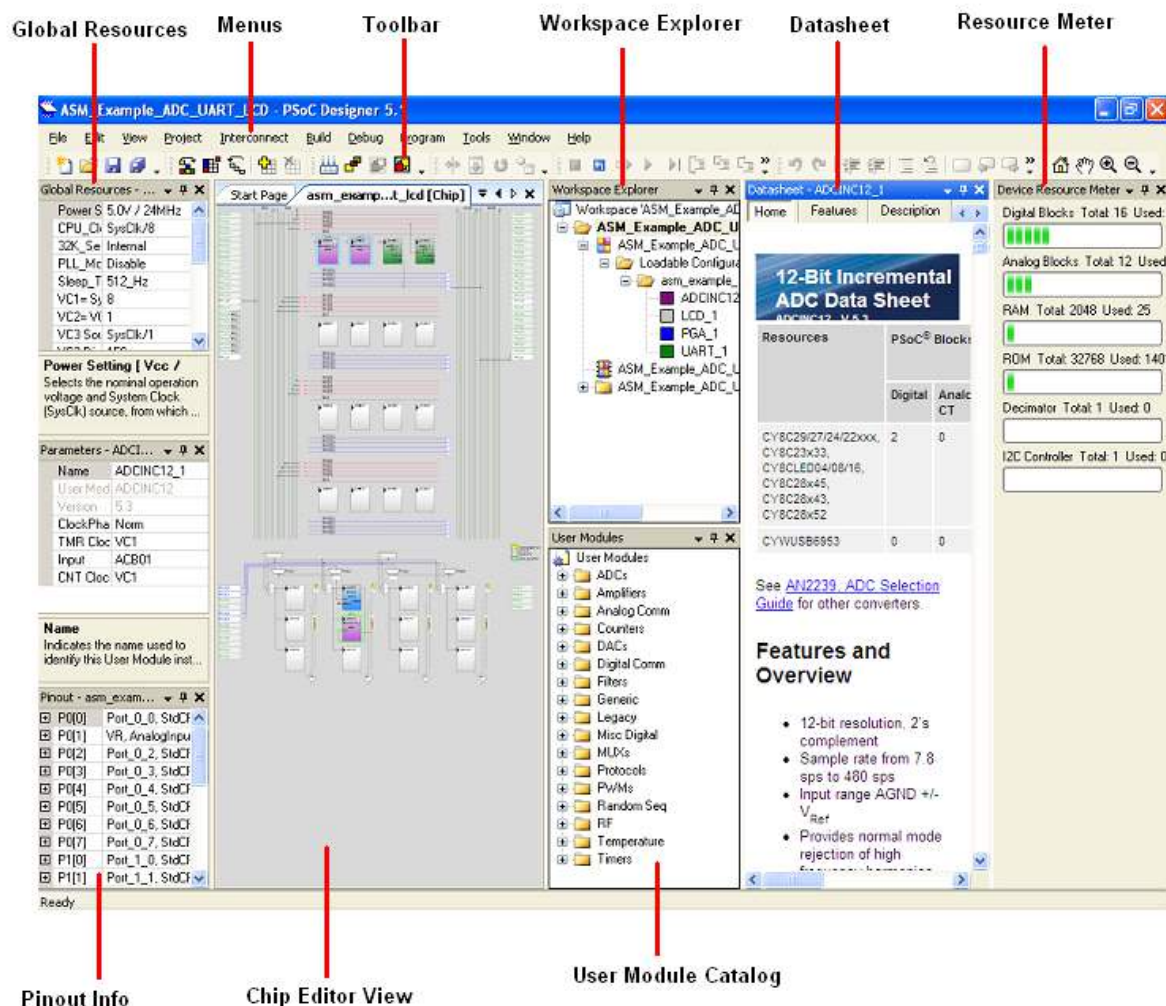 Global Resources
Menus
Toolbar
Workspace Explorer
Datasheet
Resource Meter
ASM_Example_ADC_UART_LCD - PSoC Designer 5.
File Edit View Project Interconnect Build Debug Program Tools Window Help
Global Resources - ...
Power S 5.0V / 24MHz
CPU_Cl SysClk/8
32K_Se Internal
PLL_Mc Disable
Sleep_T 512_Hz
VC1= Sy 8
VC2= V( 1
VC3 Sou SysClk/1
Power Setting [ Vcc /
Selects the nominal operation
voltage and System Clock
(SysClk) source, from which ...
Parameters - ADCI...
Name ADCINC12_1
User Mod ADCINC12
Version 5.3
ClockPha Norm
TMR Cloc VC1
Input ACB01
CNT Cloc VC1
Name
Indicates the name used to
identify this User Module inst...
Pinout - asm_exam...
P0[0] Port_0_0, StdCF
P0[1] VR, AnalogInpu
P0[2] Port_0_2, StdCF
P0[3] Port_0_3, StdCF
P0[4] Port_0_4, StdCF
P0[5] Port_0_5, StdCF
P0[6] Port_0_6, StdCF
P0[7] Port_0_7, StdCF
P1[0] Port_1_0, StdCF
P1[1] Port_1_1, StdCF
Ready
Start Page asm_examp...t_lcd [Chip]
Workspace Explorer
Workspace 'ASM_Example_AD
ASM_Example_ADC_U
ASM_Example_ADC_U
Loadable Configura
asm_example_
ADCINC12
LCD_1
PGA_1
UART_1
ASM_Example_ADC_U
ASM_Example_ADC_U
User Modules
User Modules
ADCs
Amplifiers
Analog Comm
Counters
DACs
Digital Comm
Filters
Generic
Legacy
Misc Digital
MUXs
Protocols
PWMs
Random Seq
RF
Temperature
Timers
Datasheet - ADCINC12_1
Home Features Description
12-Bit Incremental
ADC Data Sheet
ADCINC12 V 5.3
Resources PSoC® Blocks
Digital Analc
CT
CY8C29/27/24/22xxx, 2 0
CY8C23x33,
CY8CLED04/08/16,
CY8C28x45,
CY8C28x43,
CY8C28x52
CYWUSB6953 0 0
See AN2239, ADC Selection
Guide for other converters.
Features and
Overview
• 12-bit resolution, 2's
complement
• Sample rate from 7.8
sps to 480 sps
• Input range AGND +/-
VRef
• Provides normal mode
rejection of high
frequency harmonics
Device Resource Meter
Digital Blocks Total: 16 Used:
Analog Blocks Total: 12 Used
RAM Total: 2048 Used: 25
ROM Total: 32768 Used: 140
Decimator Total: 1 Used: 0
I2C Controller Total: 1 Used: 0
Pinout Info
Chip Editor View
User Module Catalog